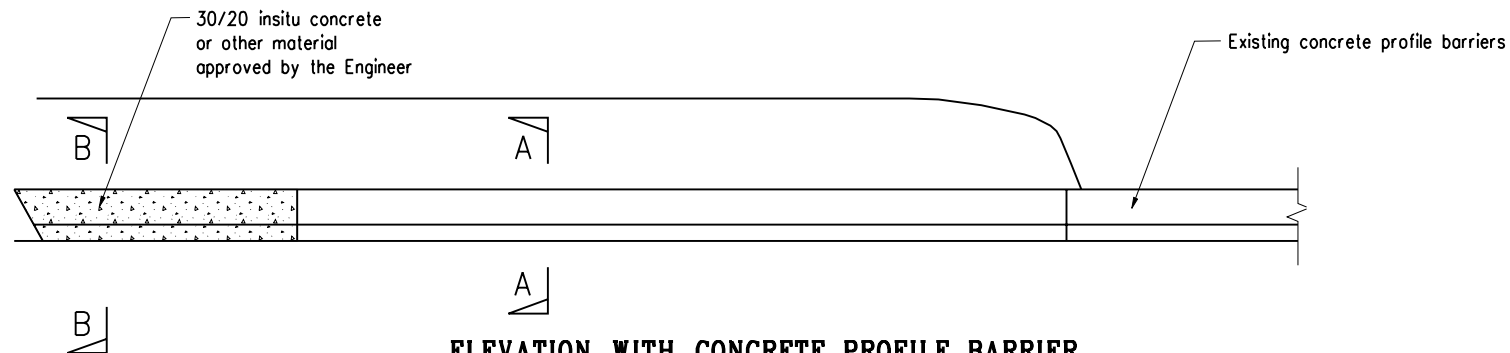 30/20 insitu concrete
or other material
approved by the Engineer
Existing concrete profile barriers
B
A
A
B
ELEVATION WITH CONCRETE PROFILE BARRIER